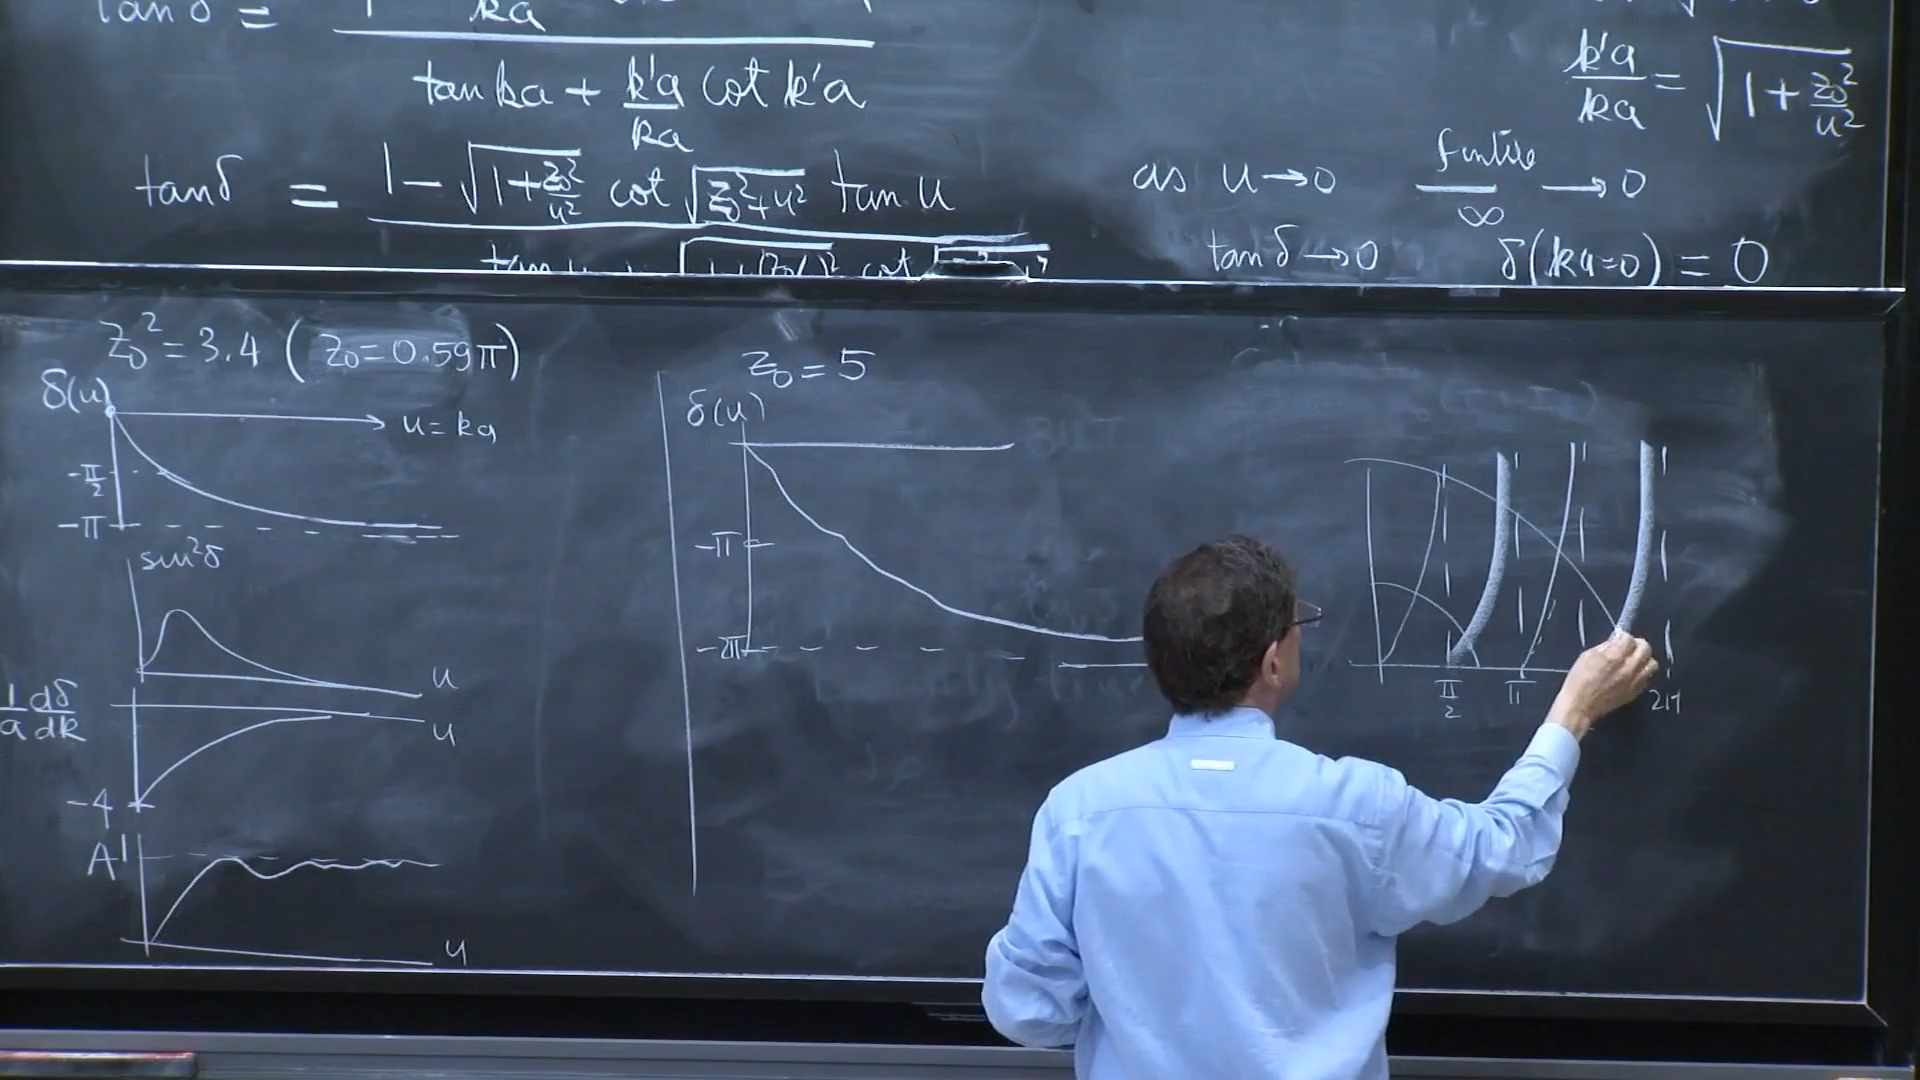 tan δ =
ka
tan ka + k'a/ka cot k'a
k'a/ka = √(1 + z₀²/u²)
tan δ = 1 - √(1 + z₀²/u²) cot √(z₀² + u²) tan u
as u → 0
finite/∞ → 0
tan δ → 0
δ(ka=0) = 0
z₀² = 3.4 (z₀ = 0.59π)
δ(u)
u = ka
-π/2
-π
sin²δ
u
1/a dδ/dk
u
-4
A
1
u
z₀ = 5
δ(u)
-π
-2π
π/2
π
2π